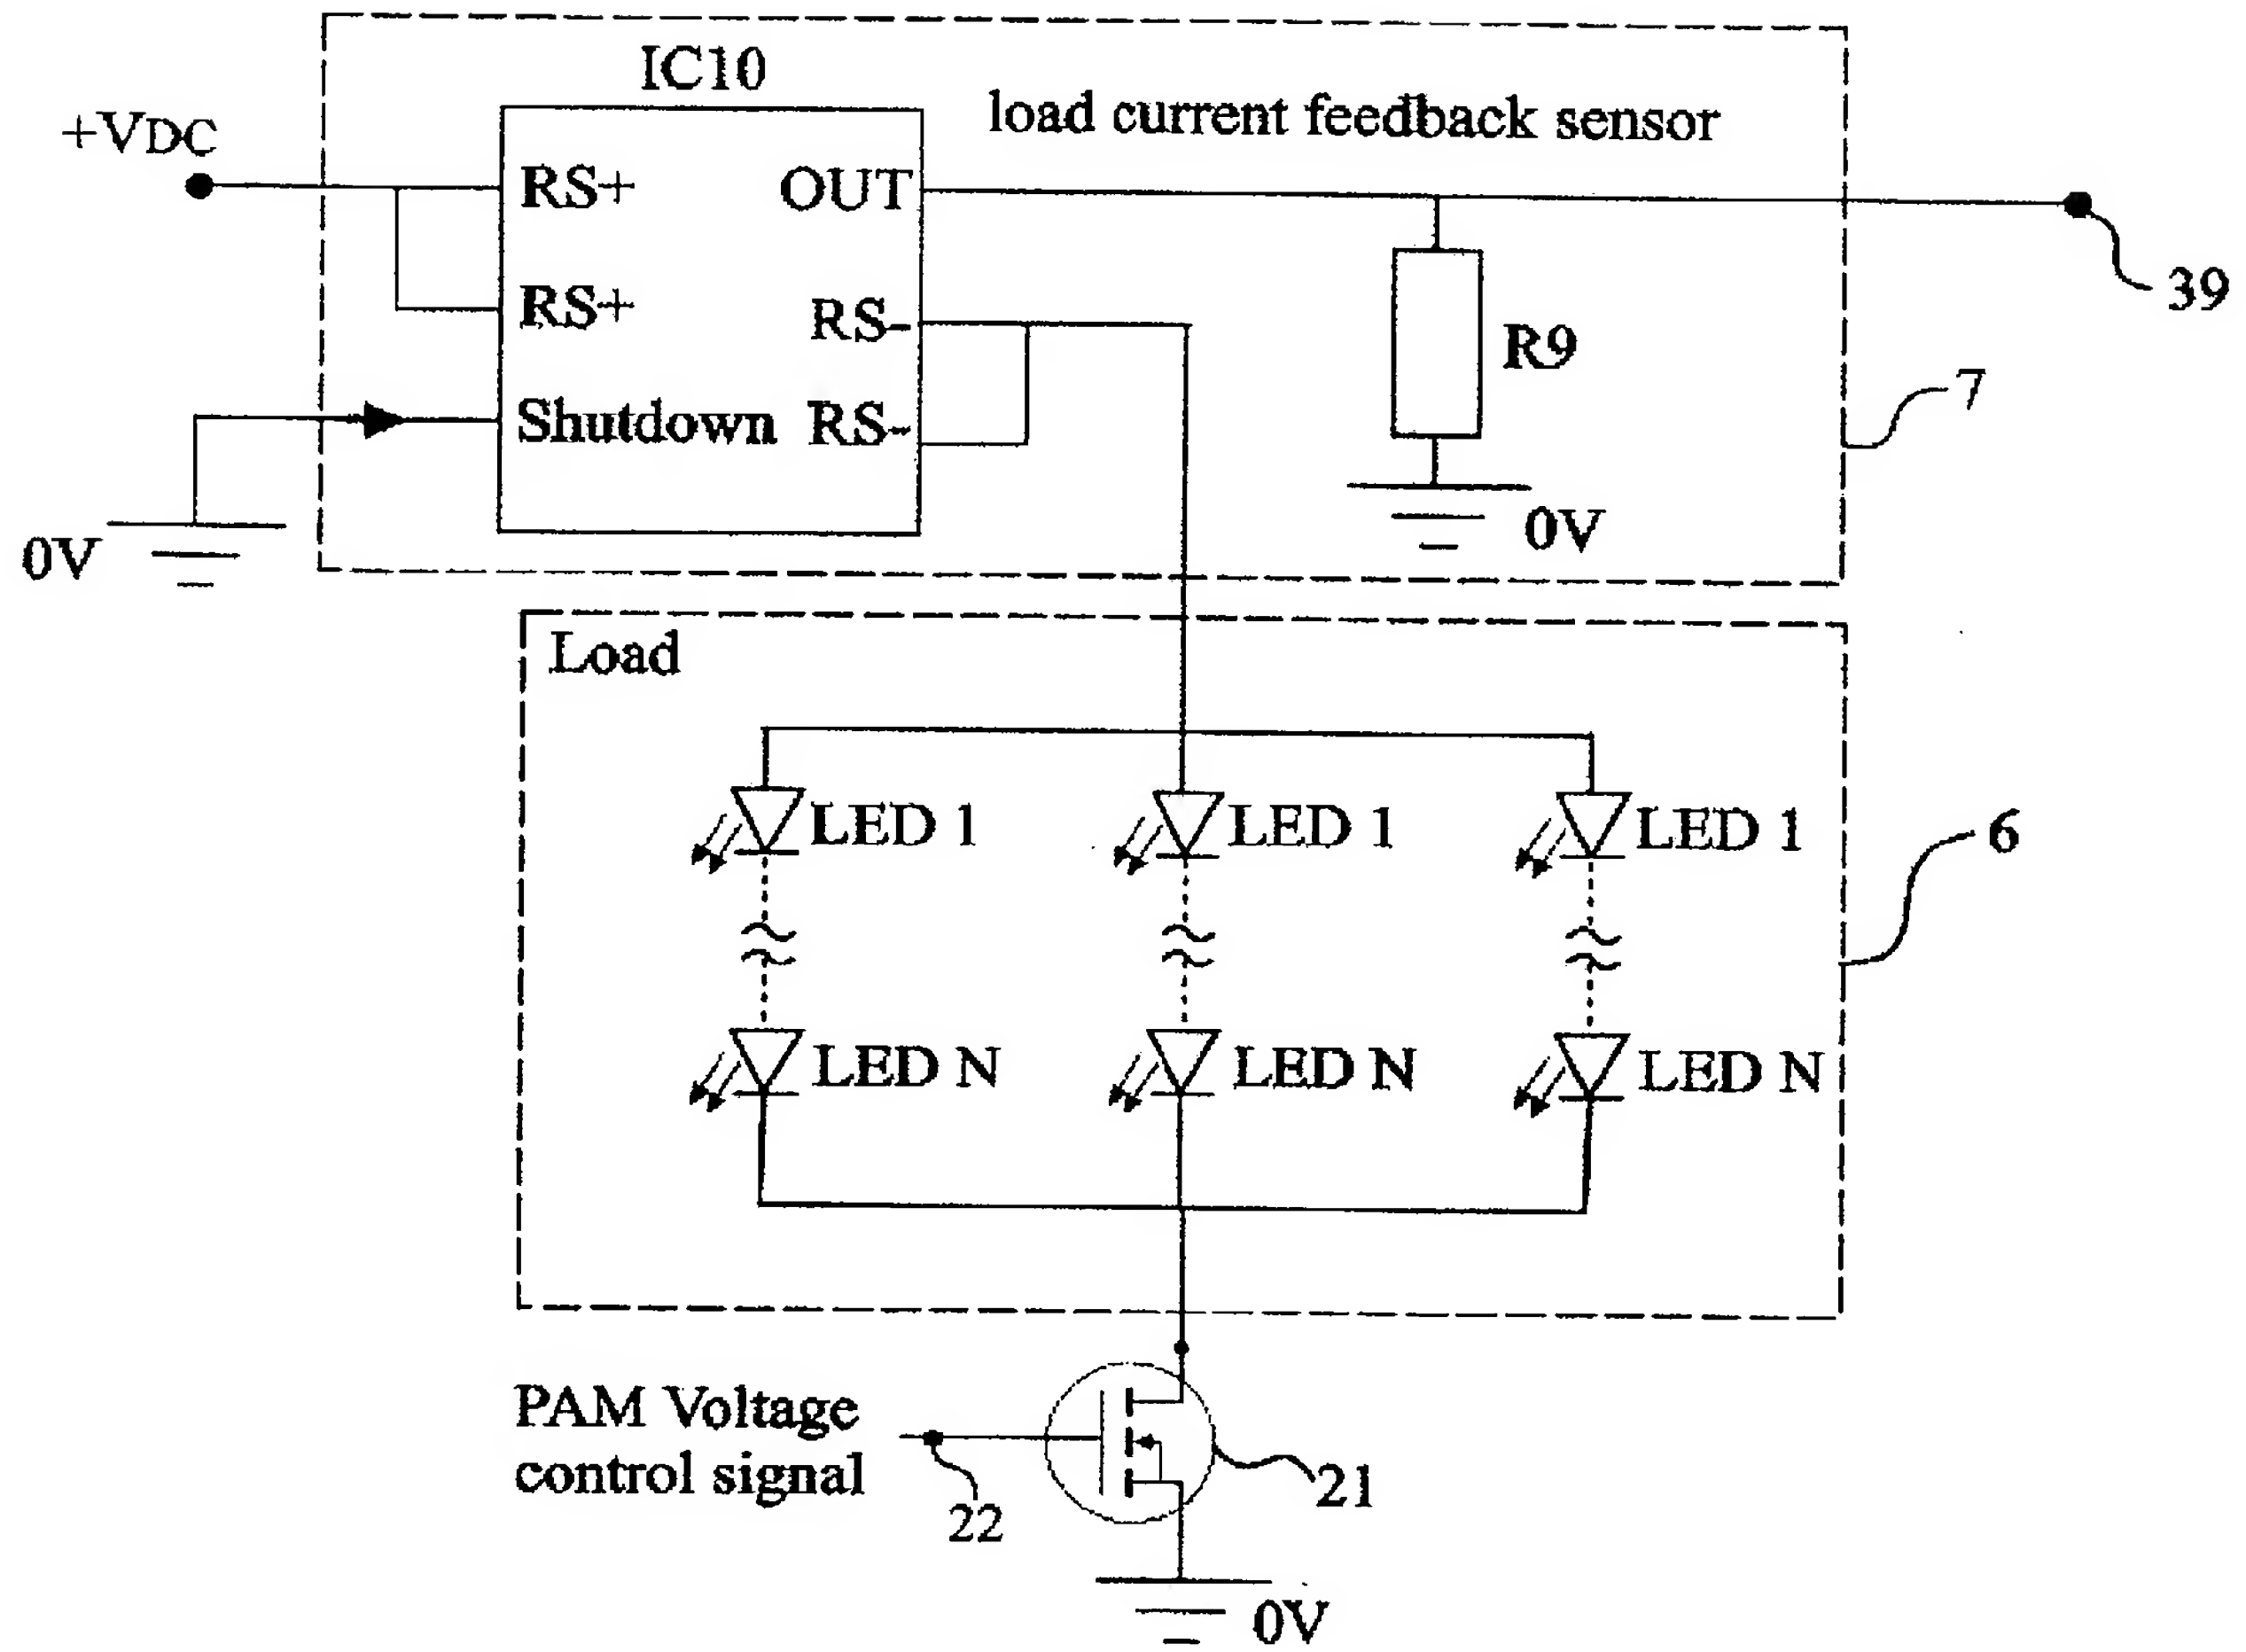 IC10
load current feedback sensor
+VDC
RS+ OUT
39
RS+ RS-
R9
7
Shutdown RS-
0V
0V
Load
LED 1 LED 1 LED 1
6
LED N LED N LED N
PAM Voltage
control signal
22
21
0V